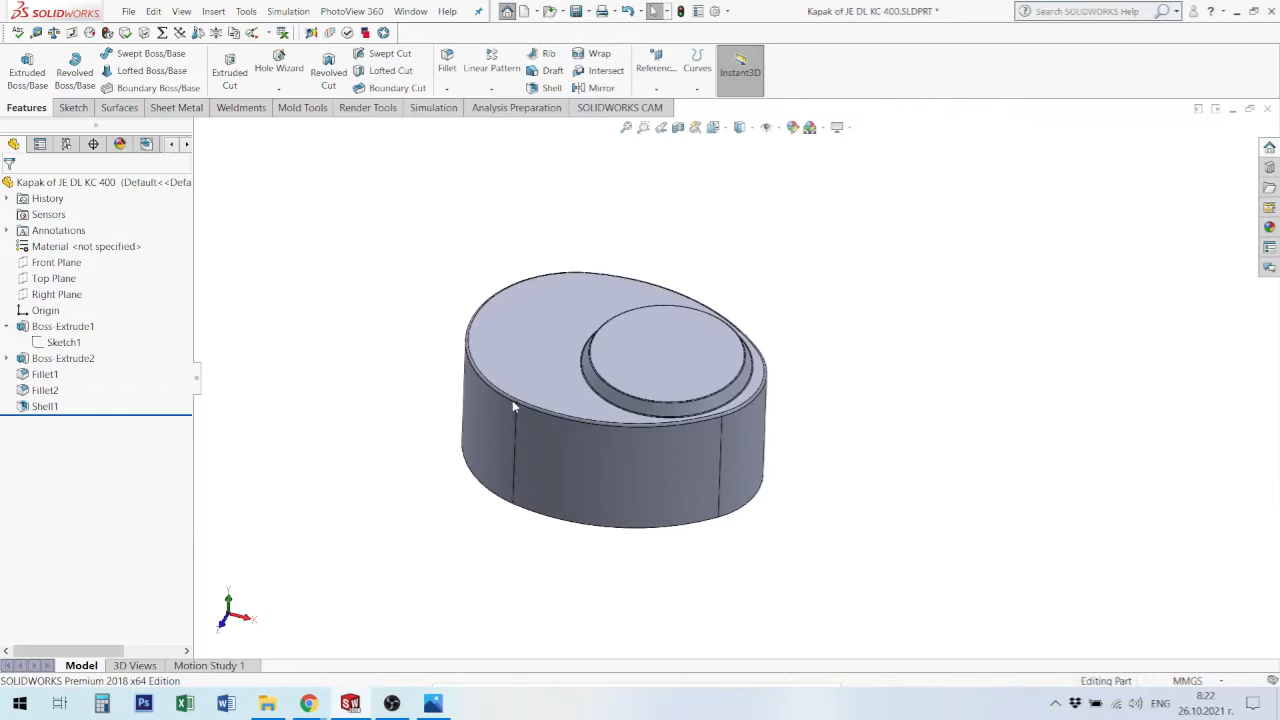 SOLIDWORKS
File
Edit
View
Insert
Tools
Simulation
PhotoView 360
Window
Help
Kapak of JE DL KC 400.SLDPRT *
Search SOLIDWORKS Help
Extruded Boss/Base
Revolved Boss/Base
Swept Boss/Base
Lofted Boss/Base
Boundary Boss/Base
Extruded Cut
Hole Wizard
Revolved Cut
Swept Cut
Lofted Cut
Boundary Cut
Fillet
Linear Pattern
Rib
Draft
Shell
Wrap
Intersect
Mirror
Referenc...
Curves
Instant3D
Features
Sketch
Surfaces
Sheet Metal
Weldments
Mold Tools
Render Tools
Simulation
Analysis Preparation
SOLIDWORKS CAM
Kapak of JE DL KC 400 (Default<<Defa
History
Sensors
Annotations
Material <not specified>
Front Plane
Top Plane
Right Plane
Origin
Boss-Extrude1
Sketch1
Boss-Extrude2
Fillet1
Fillet2
Shell1
Y
X
Z
Model
3D Views
Motion Study 1
SOLIDWORKS Premium 2018 x64 Edition
Editing Part
MMGS
ENG
8:22
26.10.2021 г.